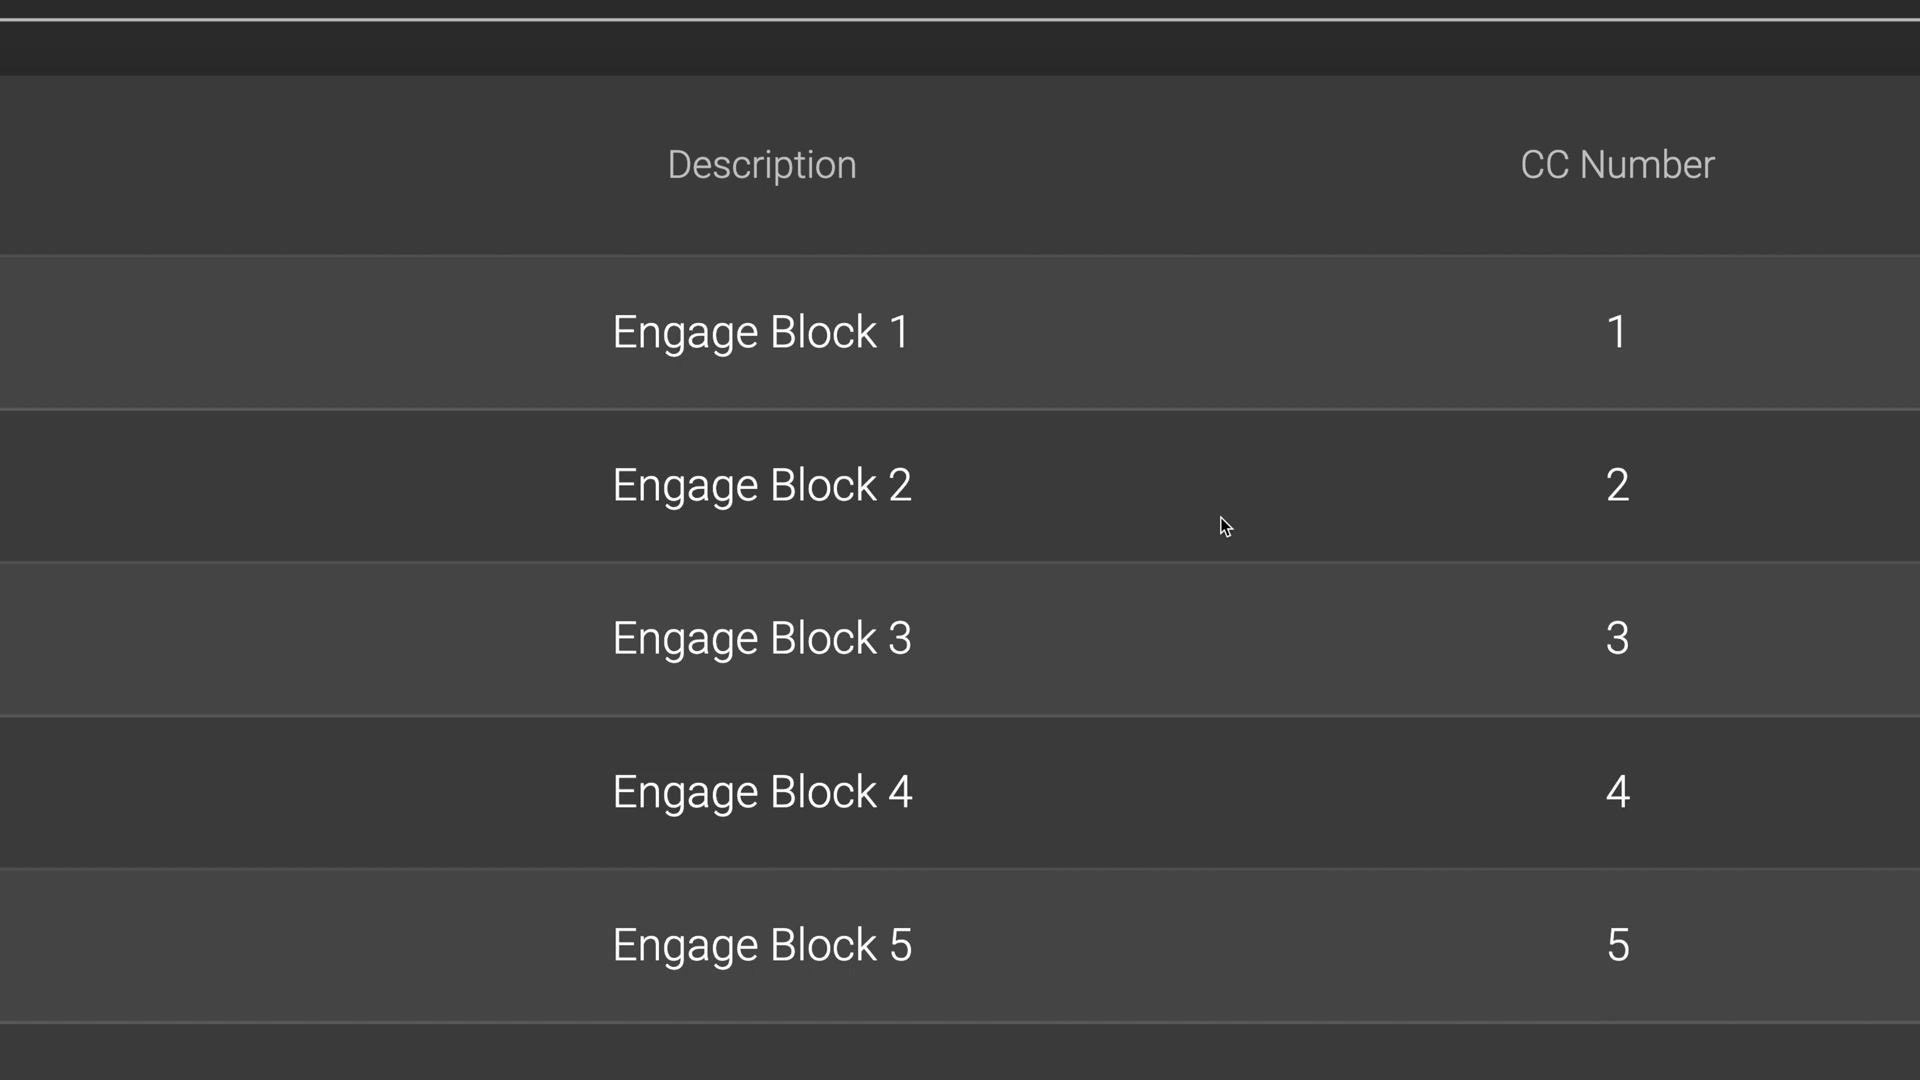 Description CC Number
Engage Block 1 1
Engage Block 2 2
Engage Block 3 3
Engage Block 4 4
Engage Block 5 5